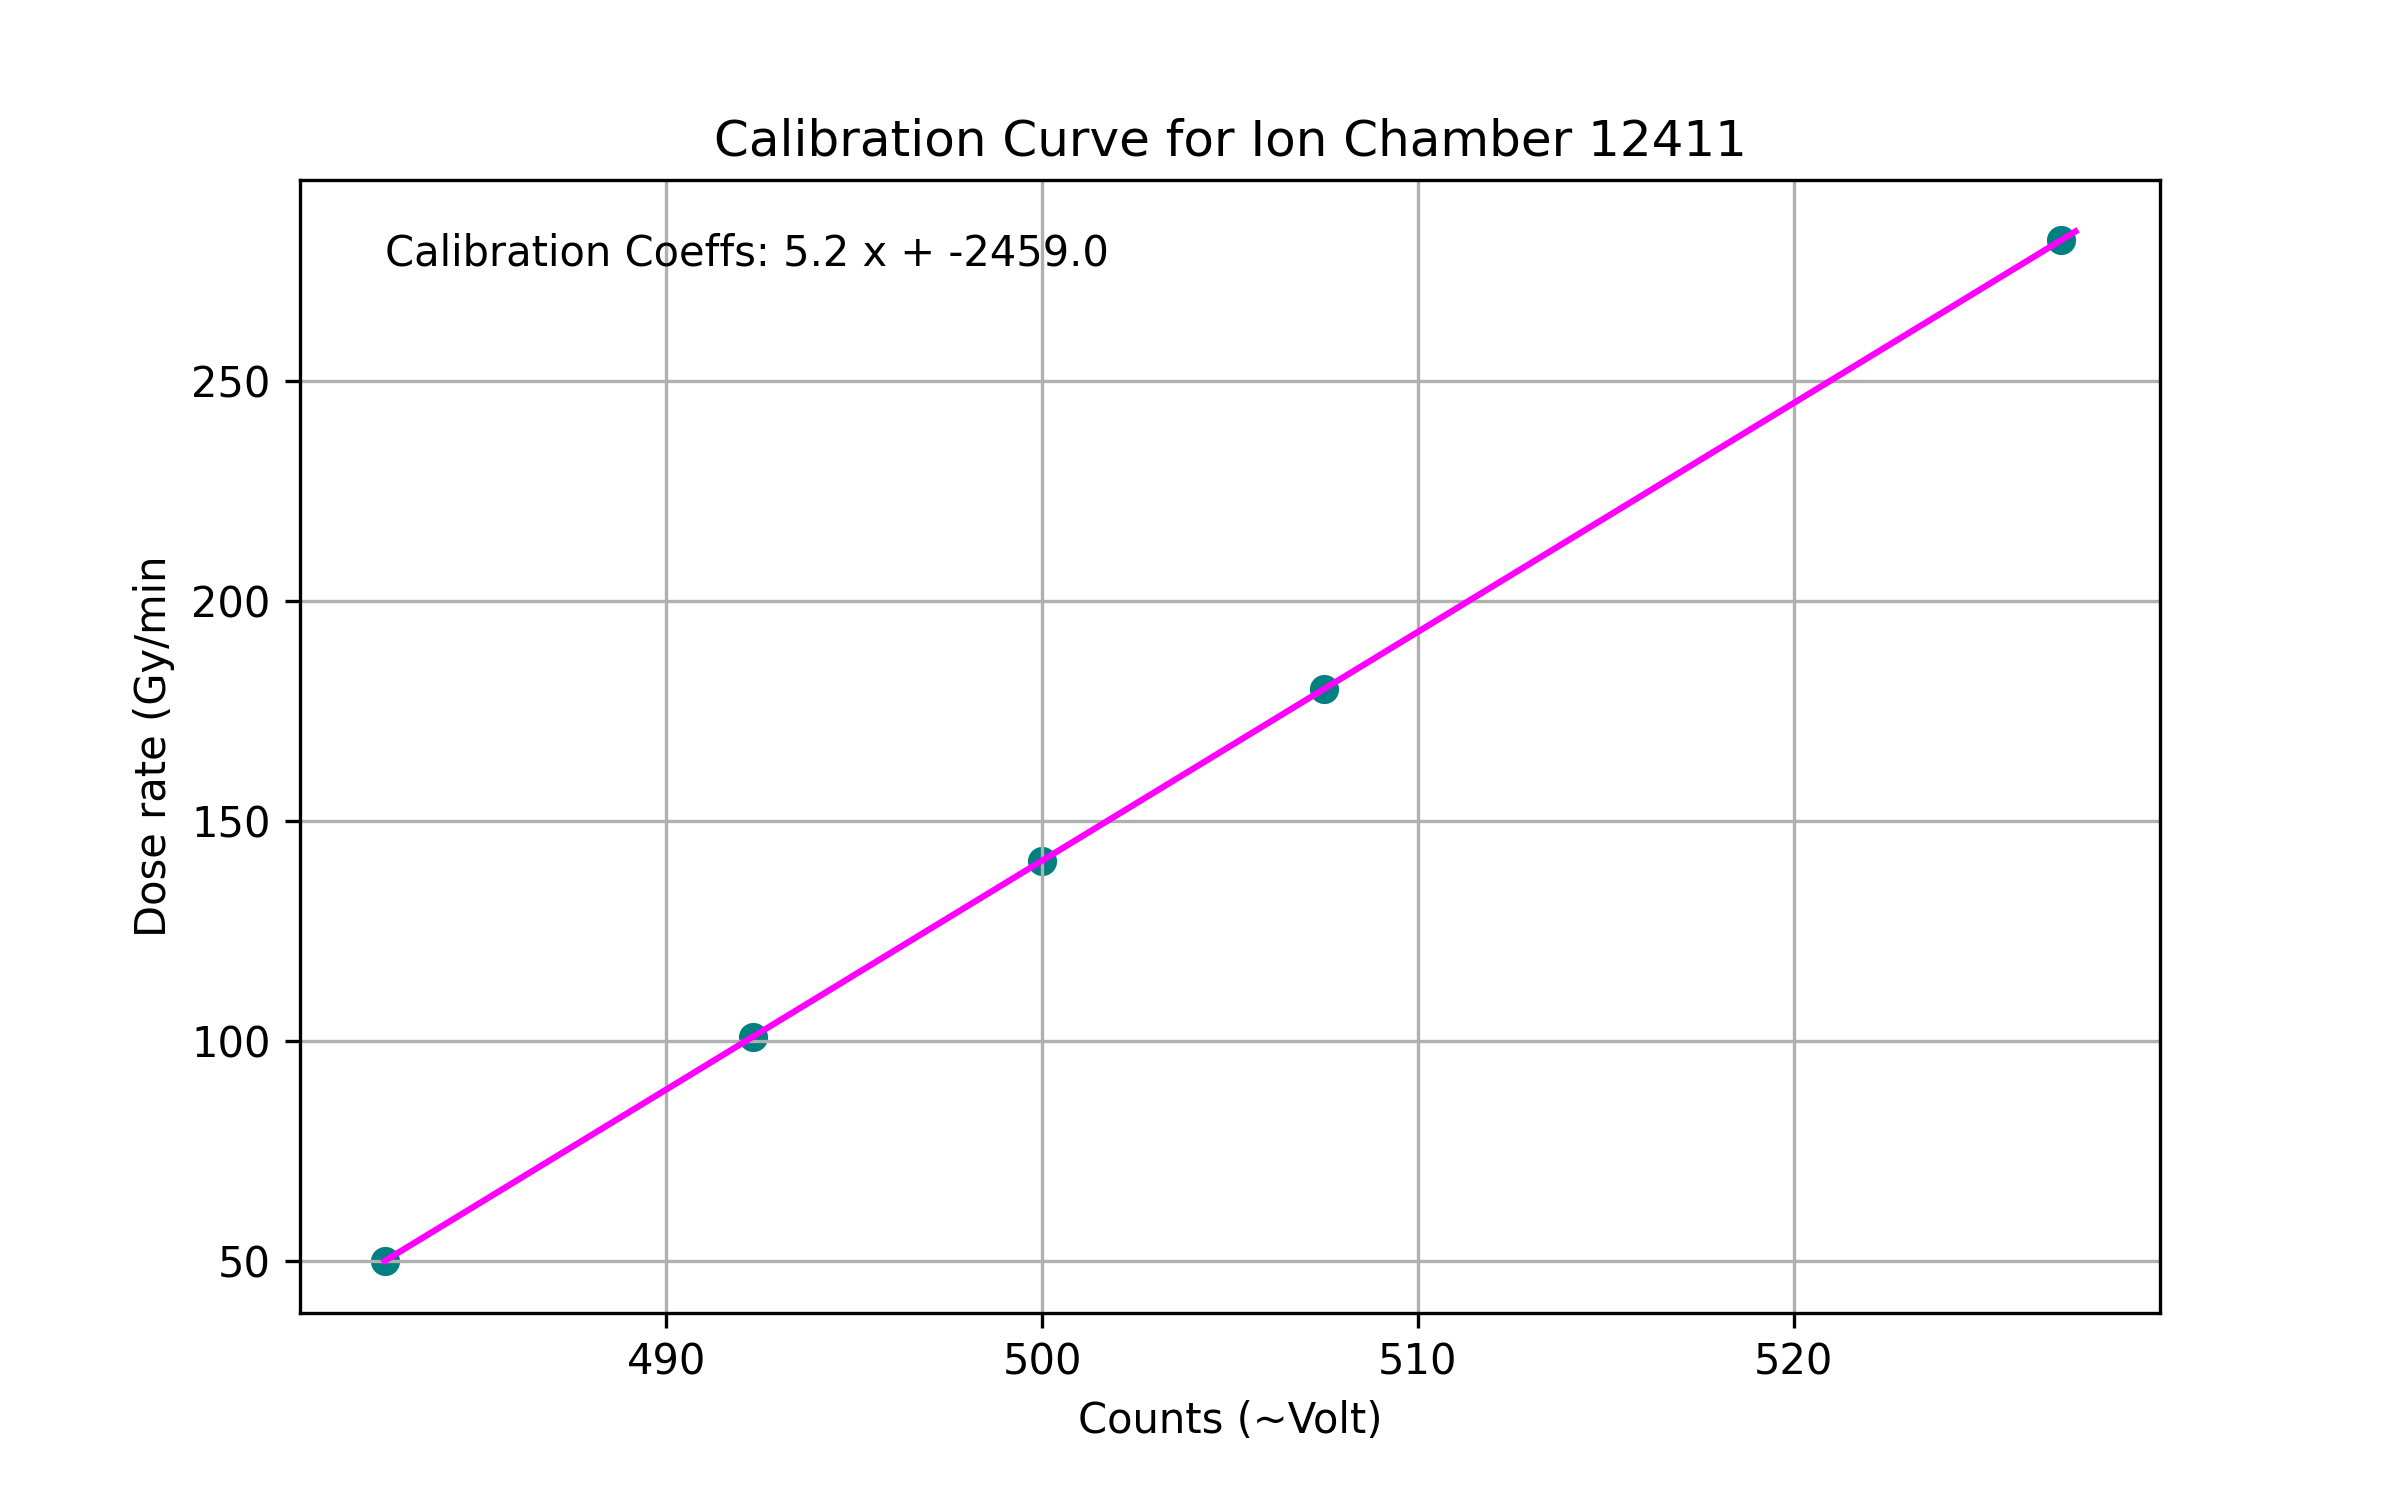 Calibration Curve for Ion Chamber 12411
Calibration Coeffs: 5.2 x + -2459.0
250
200
150
100
50
Dose rate (Gy/min
490 500 510 520
Counts (~Volt)